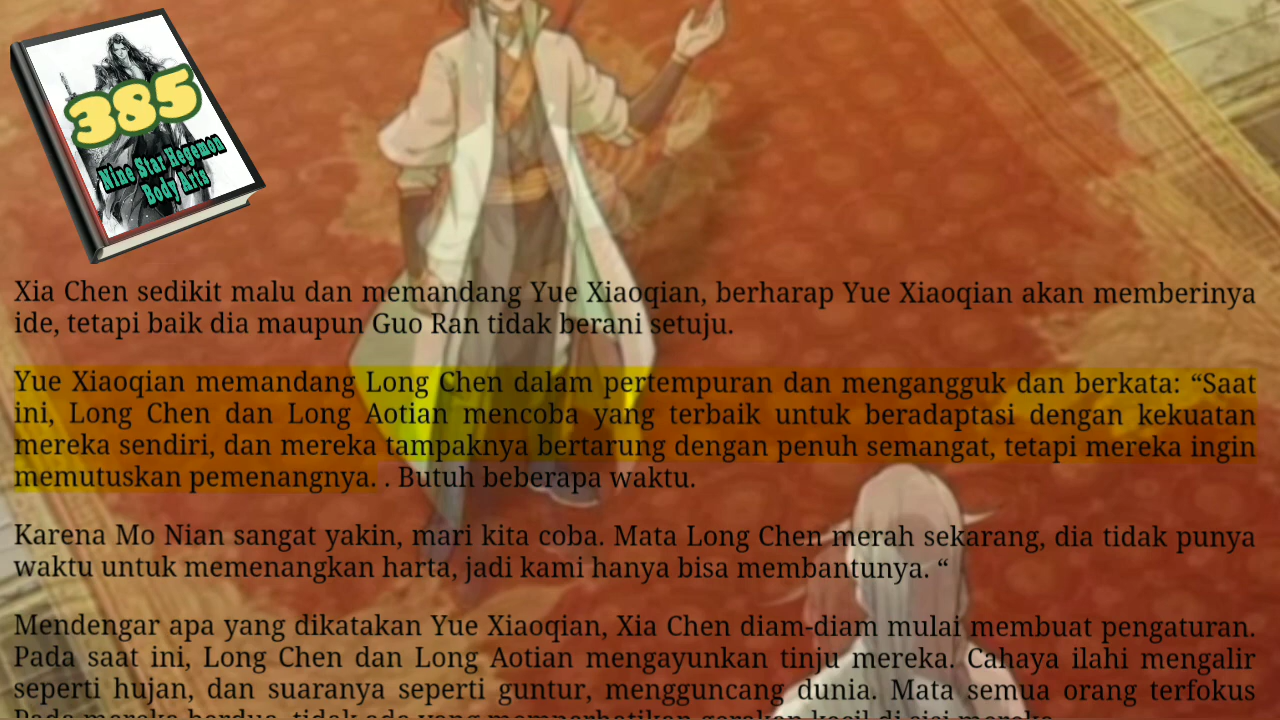 385
Nine Star Hegemon
Body Arts
Xia Chen sedikit malu dan memandang Yue Xiaoqian, berharap Yue Xiaoqian akan memberinya
ide, tetapi baik dia maupun Guo Ran tidak berani setuju.
Yue Xiaoqian memandang Long Chen dalam pertempuran dan mengangguk dan berkata: “Saat
ini, Long Chen dan Long Aotian mencoba yang terbaik untuk beradaptasi dengan kekuatan
mereka sendiri, dan mereka tampaknya bertarung dengan penuh semangat, tetapi mereka ingin
memutuskan pemenangnya. . Butuh beberapa waktu.
Karena Mo Nian sangat yakin, mari kita coba. Mata Long Chen merah sekarang, dia tidak punya
waktu untuk memenangkan harta, jadi kami hanya bisa membantunya. “
Mendengar apa yang dikatakan Yue Xiaoqian, Xia Chen diam-diam mulai membuat pengaturan.
Pada saat ini, Long Chen dan Long Aotian mengayunkan tinju mereka. Cahaya ilahi mengalir
seperti hujan, dan suaranya seperti guntur, mengguncang dunia. Mata semua orang terfokus